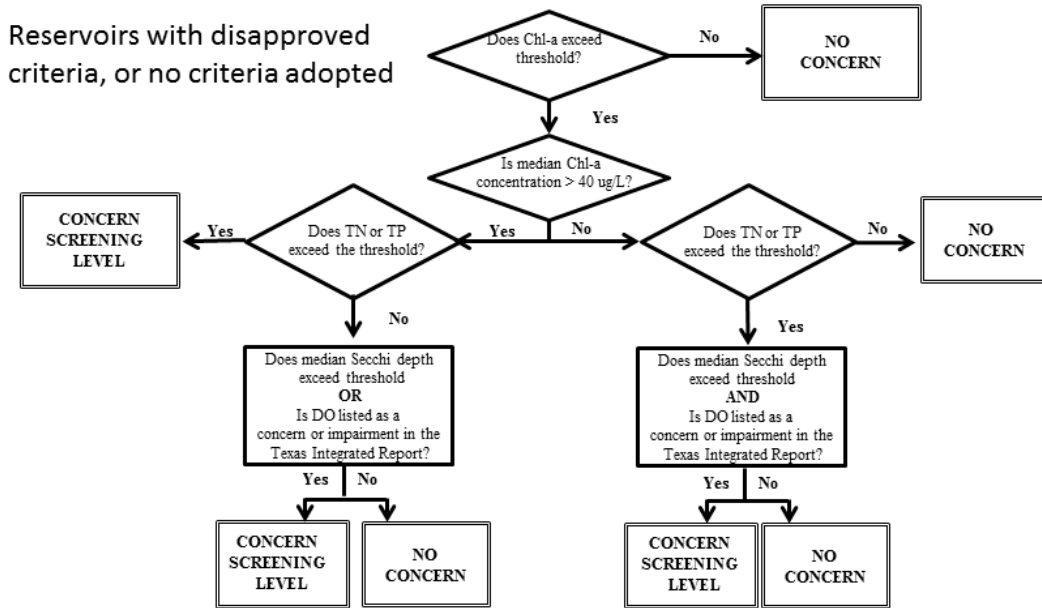 Reservoirs with disapproved
criteria, or no criteria adopted
Does Chl-a exceed
threshold?
No
NO
CONCERN
Yes
Is median Chl-a
concentration > 40 ug/L?
CONCERN
SCREENING
LEVEL
Yes
Does TN or TP
exceed the threshold?
Yes
No
Does TN or TP
exceed the threshold?
No
NO
CONCERN
No
Yes
Does median Secchi depth
exceed threshold
OR
Is DO listed as a
concern or impairment in the
Texas Integrated Report?
Does median Secchi depth
exceed threshold
AND
Is DO listed as a
concern or impairment in the
Texas Integrated Report?
Yes
No
Yes
No
CONCERN
SCREENING
LEVEL
NO
CONCERN
CONCERN
SCREENING
LEVEL
NO
CONCERN